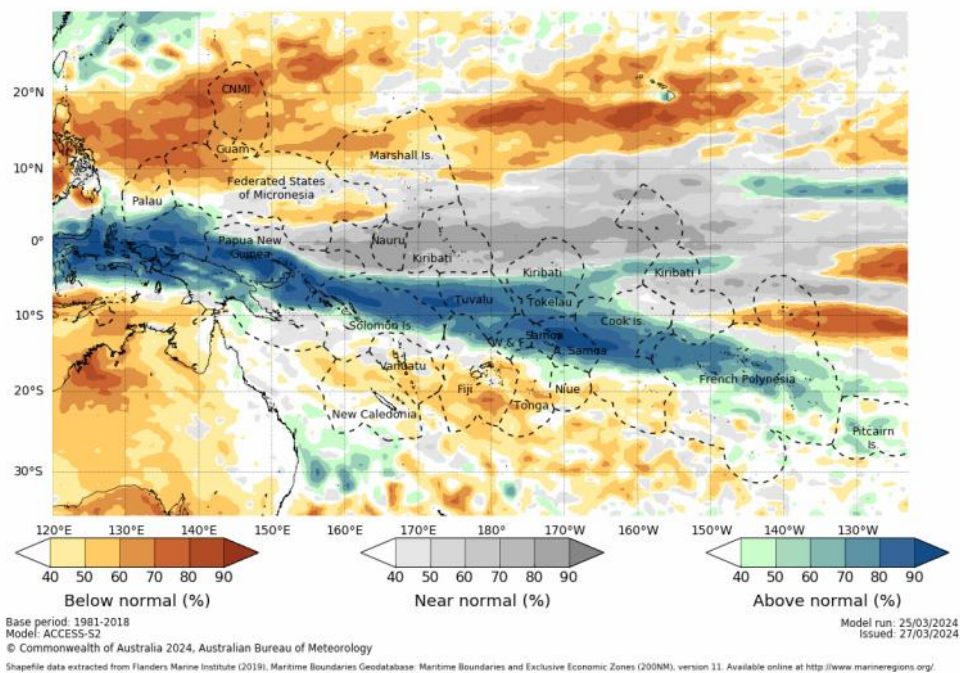 20°N
10°N
0°
10°S
20°S
30°S
CNMI
Guam
Marshall Is.
Federated States
of Micronesia
Palau
Papua New
Guinea
Nauru
Kiribati
Kiribati
Kiribati
Tuvalu
Tokelau
Solomon Is.
Cook Is.
Samoa
W & F
A. Samoa
Vanuatu
French Polynesia
Fiji
Niue
Tonga
New Caledonia
Pitcairn
Is.
120°E 130°E 140°E 150°E 160°E 170°E 180° 170°W 160°W 150°W 140°W 130°W
40 50 60 70 80 90
Below normal (%)
40 50 60 70 80 90
Near normal (%)
40 50 60 70 80 90
Above normal (%)
Base period: 1981-2018
Model: ACCESS-S2
© Commonwealth of Australia 2024, Australian Bureau of Meteorology
Model run: 25/03/2024
Issued: 27/03/2024
Shapefile data extracted from Flanders Marine Institute (2019), Maritime Boundaries Geodatabase: Maritime Boundaries and Exclusive Economic Zones (200NM), version 11. Available online at http://www.marineregions.org/.